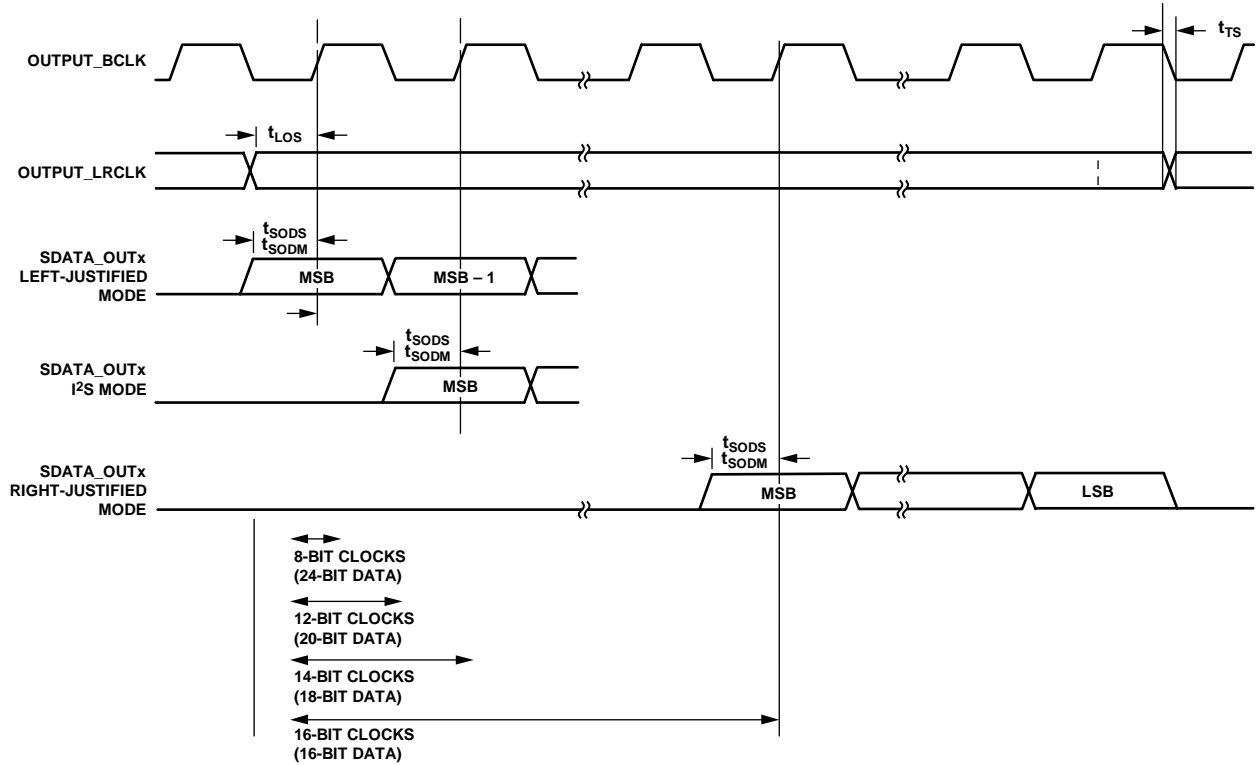 OUTPUT_BCLK
t_TS
OUTPUT_LRCLK
t_LOS
SDATA_OUTx
LEFT-JUSTIFIED
MODE
t_SODS
t_SODM
MSB
MSB – 1
SDATA_OUTx
I²S MODE
t_SODS
t_SODM
MSB
SDATA_OUTx
RIGHT-JUSTIFIED
MODE
t_SODS
t_SODM
MSB
LSB
8-BIT CLOCKS
(24-BIT DATA)
12-BIT CLOCKS
(20-BIT DATA)
14-BIT CLOCKS
(18-BIT DATA)
16-BIT CLOCKS
(16-BIT DATA)